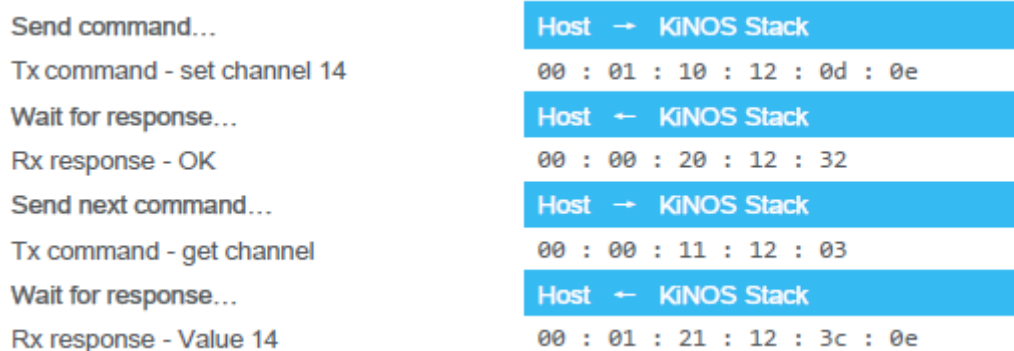 Send command... Host → KiNOS Stack
Tx command - set channel 14 00 : 01 : 10 : 12 : 0d : 0e
Wait for response... Host ← KiNOS Stack
Rx response - OK 00 : 00 : 20 : 12 : 32
Send next command... Host → KiNOS Stack
Tx command - get channel 00 : 00 : 11 : 12 : 03
Wait for response... Host ← KiNOS Stack
Rx response - Value 14 00 : 01 : 21 : 12 : 3c : 0e